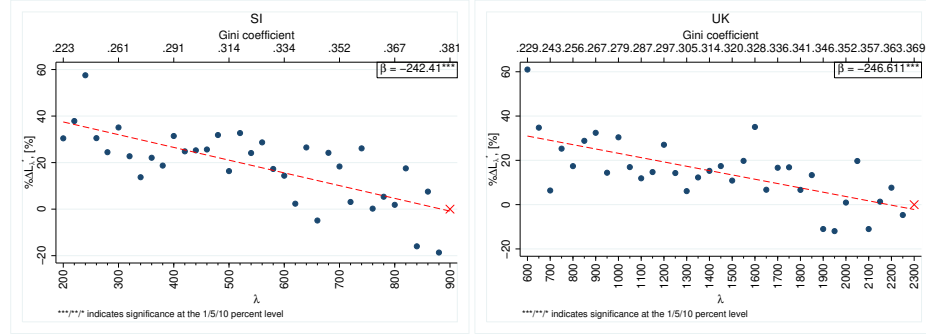 SI
Gini coefficient
.223 .261 .291 .314 .334 .352 .367 .381
β = −242.41***
60
40
20
0
−20
%ΔL*λ,τ [%]
200 300 400 500 600 700 800 900
λ
***/**/* indicates significance at the 1/5/10 percent level
UK
Gini coefficient
.229.243.256.267.279.287.297.305.314.320.328.336.341.346.352.357.363.369
β = −246.611***
60
40
20
0
−20
%ΔL*λ,τ [%]
600 700 800 900 1000 1100 1200 1300 1400 1500 1600 1700 1800 1900 2000 2100 2200 2300
λ
***/**/* indicates significance at the 1/5/10 percent level